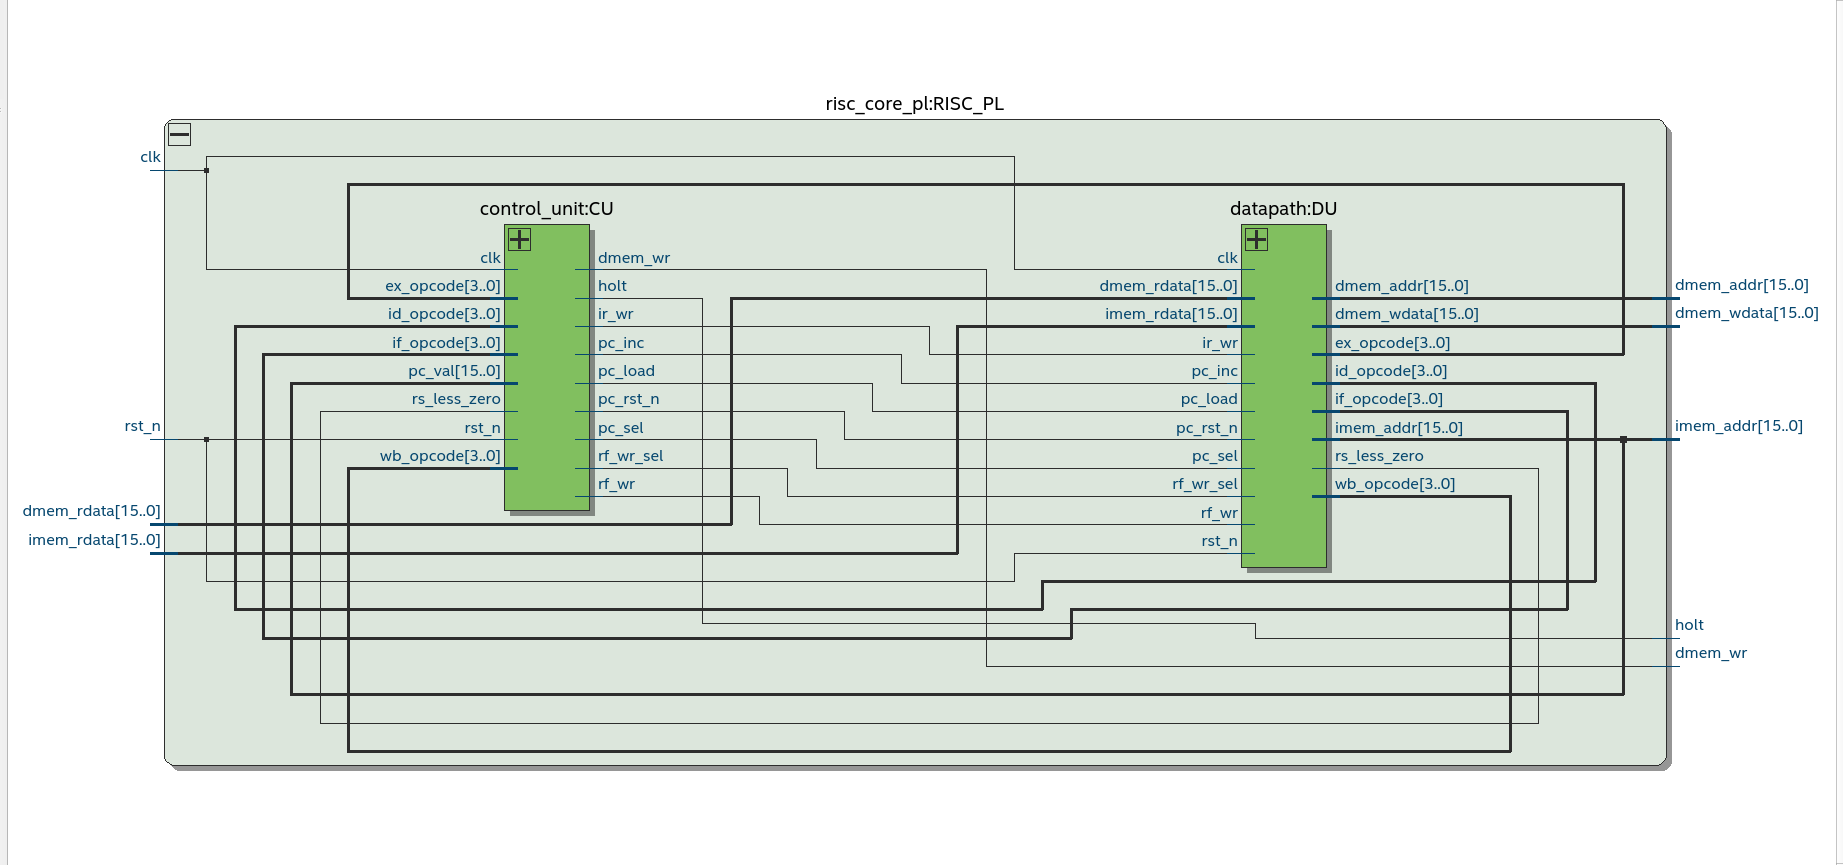 risc_core_pl:RISC_PL
clk
control_unit:CU
datapath:DU
clk
ex_opcode[3..0]
id_opcode[3..0]
if_opcode[3..0]
pc_val[15..0]
rs_less_zero
rst_n
wb_opcode[3..0]
dmem_wr
holt
ir_wr
pc_inc
pc_load
pc_rst_n
pc_sel
rf_wr_sel
rf_wr
clk
dmem_rdata[15..0]
imem_rdata[15..0]
ir_wr
pc_inc
pc_load
pc_rst_n
pc_sel
rf_wr_sel
rf_wr
rst_n
dmem_addr[15..0]
dmem_wdata[15..0]
ex_opcode[3..0]
id_opcode[3..0]
if_opcode[3..0]
imem_addr[15..0]
rs_less_zero
wb_opcode[3..0]
rst_n
dmem_rdata[15..0]
imem_rdata[15..0]
dmem_addr[15..0]
dmem_wdata[15..0]
imem_addr[15..0]
holt
dmem_wr